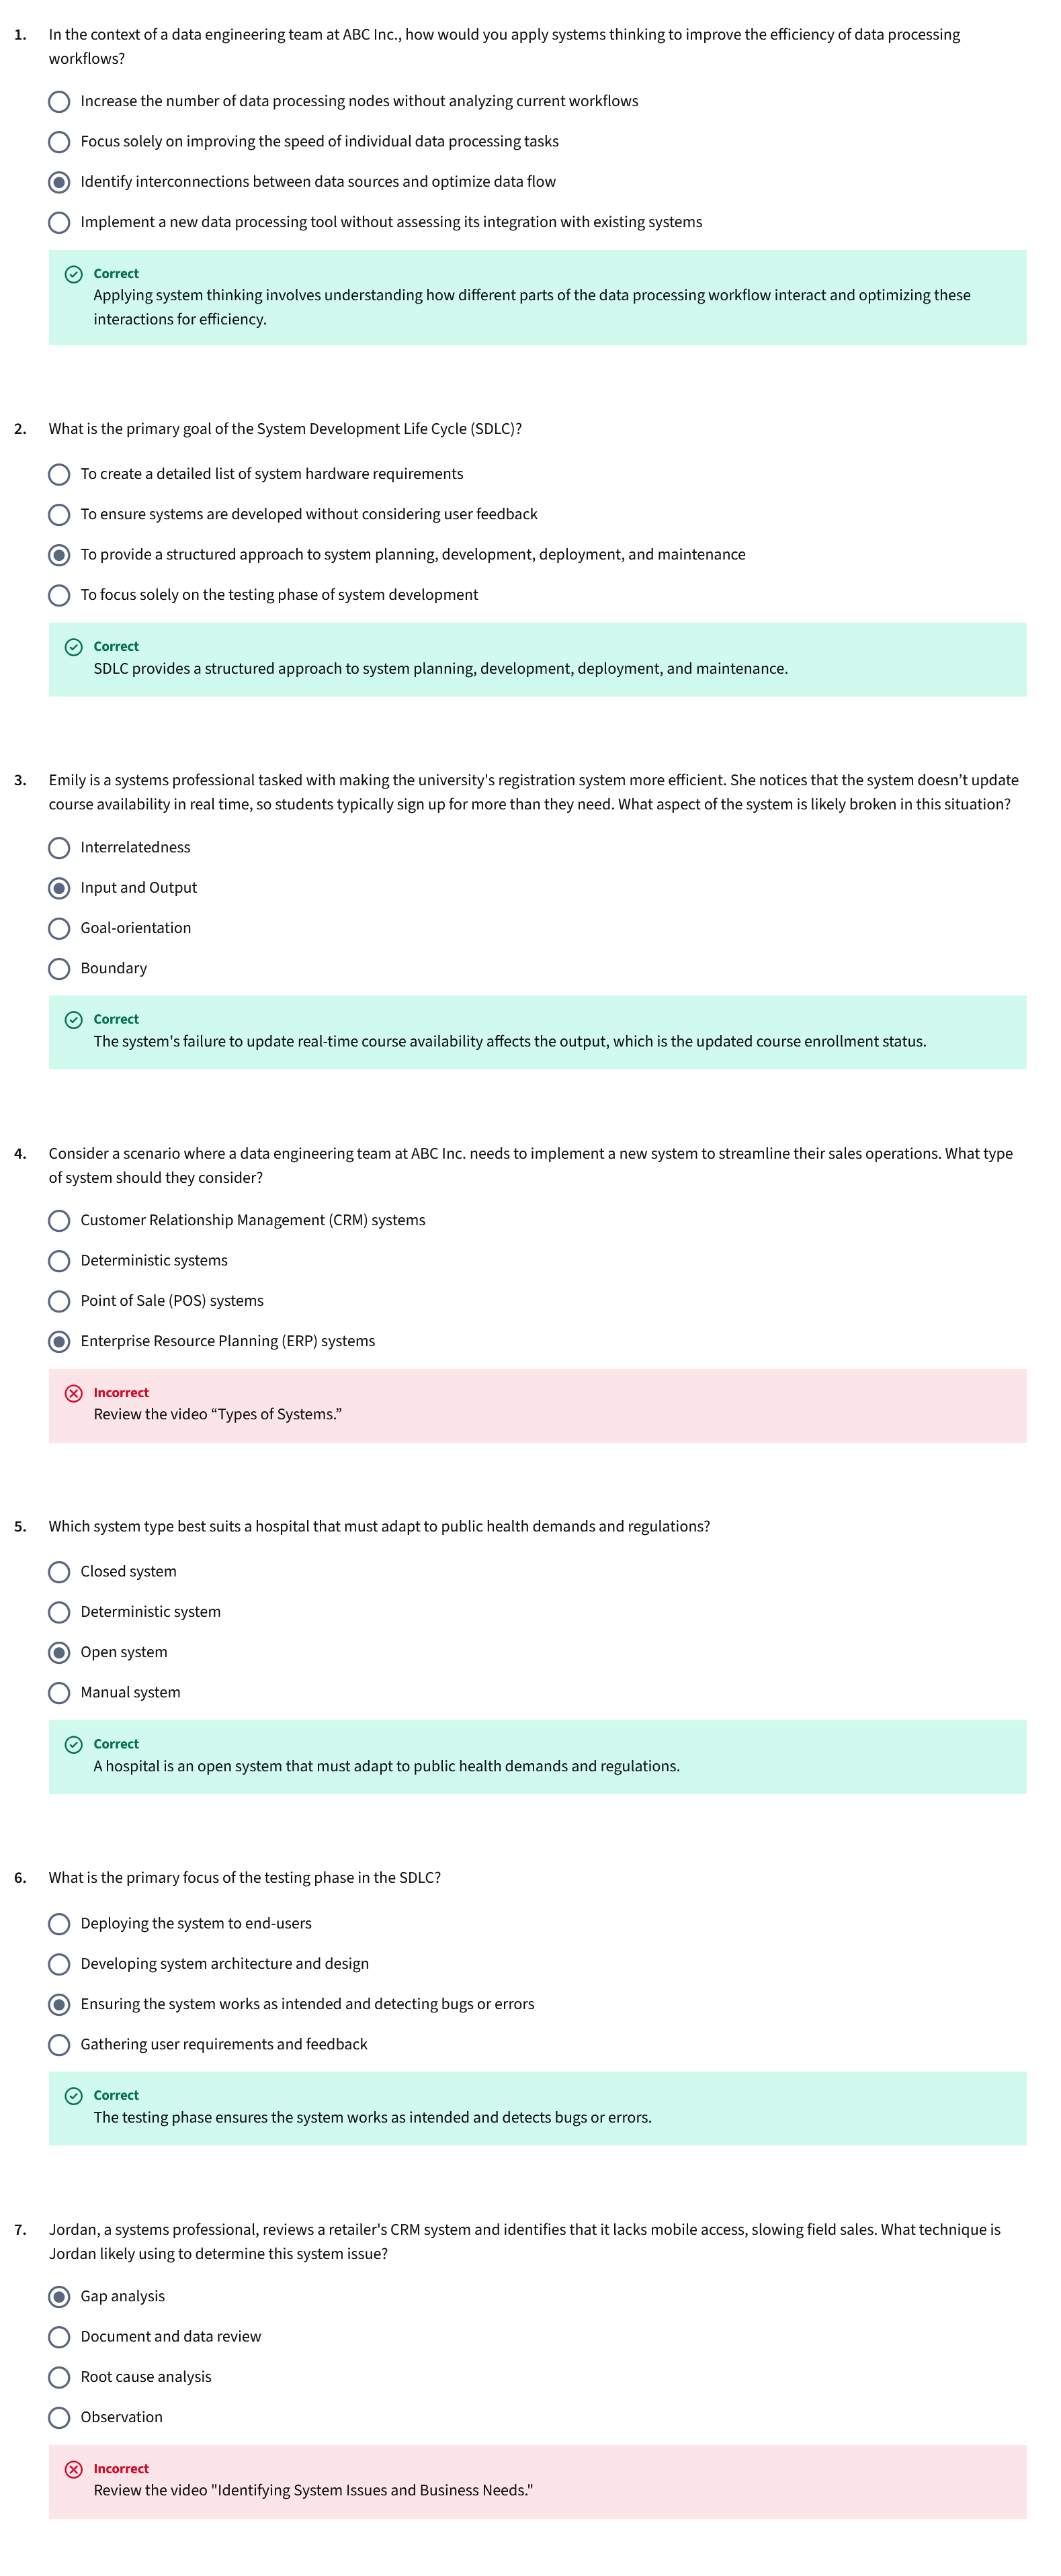 1. In the context of a data engineering team at ABC Inc., how would you apply systems thinking to improve the efficiency of data processing
workflows?
Increase the number of data processing nodes without analyzing current workflows
Focus solely on improving the speed of individual data processing tasks
Identify interconnections between data sources and optimize data flow
Implement a new data processing tool without assessing its integration with existing systems
Correct
Applying system thinking involves understanding how different parts of the data processing workflow interact and optimizing these
interactions for efficiency.
2. What is the primary goal of the System Development Life Cycle (SDLC)?
To create a detailed list of system hardware requirements
To ensure systems are developed without considering user feedback
To provide a structured approach to system planning, development, deployment, and maintenance
To focus solely on the testing phase of system development
Correct
SDLC provides a structured approach to system planning, development, deployment, and maintenance.
3. Emily is a systems professional tasked with making the university's registration system more efficient. She notices that the system doesn’t update
course availability in real time, so students typically sign up for more than they need. What aspect of the system is likely broken in this situation?
Interrelatedness
Input and Output
Goal-orientation
Boundary
Correct
The system's failure to update real-time course availability affects the output, which is the updated course enrollment status.
4. Consider a scenario where a data engineering team at ABC Inc. needs to implement a new system to streamline their sales operations. What type
of system should they consider?
Customer Relationship Management (CRM) systems
Deterministic systems
Point of Sale (POS) systems
Enterprise Resource Planning (ERP) systems
Incorrect
Review the video “Types of Systems.”
5. Which system type best suits a hospital that must adapt to public health demands and regulations?
Closed system
Deterministic system
Open system
Manual system
Correct
A hospital is an open system that must adapt to public health demands and regulations.
6. What is the primary focus of the testing phase in the SDLC?
Deploying the system to end-users
Developing system architecture and design
Ensuring the system works as intended and detecting bugs or errors
Gathering user requirements and feedback
Correct
The testing phase ensures the system works as intended and detects bugs or errors.
7. Jordan, a systems professional, reviews a retailer's CRM system and identifies that it lacks mobile access, slowing field sales. What technique is
Jordan likely using to determine this system issue?
Gap analysis
Document and data review
Root cause analysis
Observation
Incorrect
Review the video "Identifying System Issues and Business Needs."